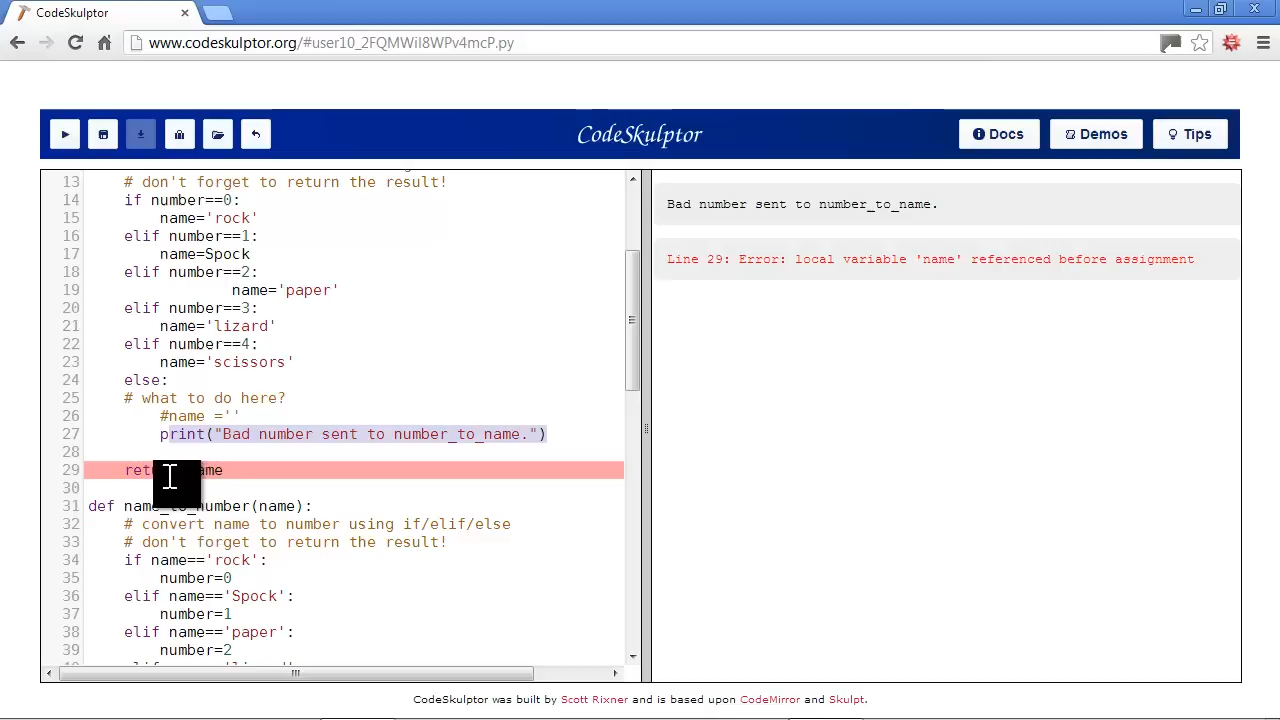 CodeSkulptor
www.codeskulptor.org/#user10_2FQMWil8WPv4mcP.py
CodeSkulptor
Docs
Demos
Tips
13 # don't forget to return the result!
14 if number==0:
15 name='rock'
16 elif number==1:
17 name=Spock
18 elif number==2:
19 name='paper'
20 elif number==3:
21 name='lizard'
22 elif number==4:
23 name='scissors'
24 else:
25 # what to do here?
26 #name =''
27 print("Bad number sent to number_to_name.")
28
29
30
31 def name_to_number(name):
32 # convert name to number using if/elif/else
33 # don't forget to return the result!
34 if name=='rock':
35 number=0
36 elif name=='Spock':
37 number=1
38 elif name=='paper':
39 number=2
Bad number sent to number_to_name.
Line 29: Error: local variable 'name' referenced before assignment
CodeSkulptor was built by Scott Rixner and is based upon CodeMirror and Skulpt.